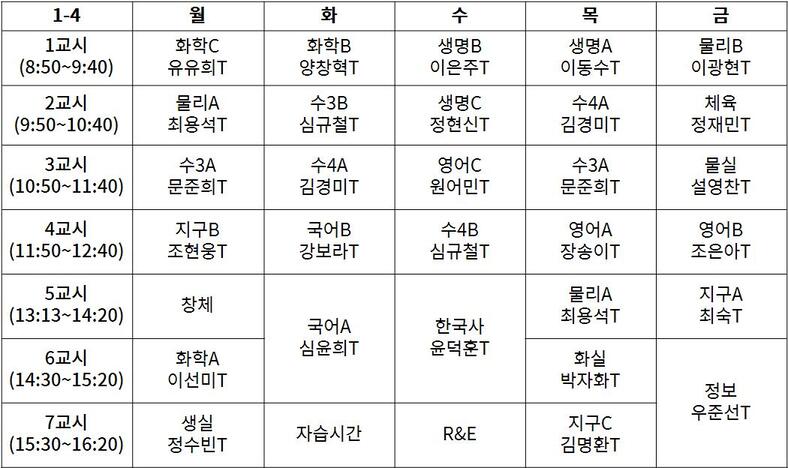 1-4 월 화 수 목 금
1교시 화학C 화학B 생명B 생명A 물리B
(8:50~9:40) 유유희T 양창혁T 이은주T 이동수T 이광현T
2교시 물리A 수3B 생명C 수4A 체육
(9:50~10:40) 최용석T 심규철T 정현신T 김경미T 정재민T
3교시 수3A 수4A 영어C 수3A 물실
(10:50~11:40) 문준희T 김경미T 원어민T 문준희T 설영찬T
4교시 지구B 국어B 수4B 영어A 영어B
(11:50~12:40) 조현웅T 강보라T 심규철T 장송이T 조은아T
5교시 물리A 지구A
(13:13~14:20) 창체 최용석T 최숙T
국어A 한국사
심윤희T 윤덕훈T
6교시 화학A 화실
(14:30~15:20) 이선미T 박자화T
정보
우준선T
7교시 생실 지구C
(15:30~16:20) 정수빈T 자습시간 R&E 김명환T